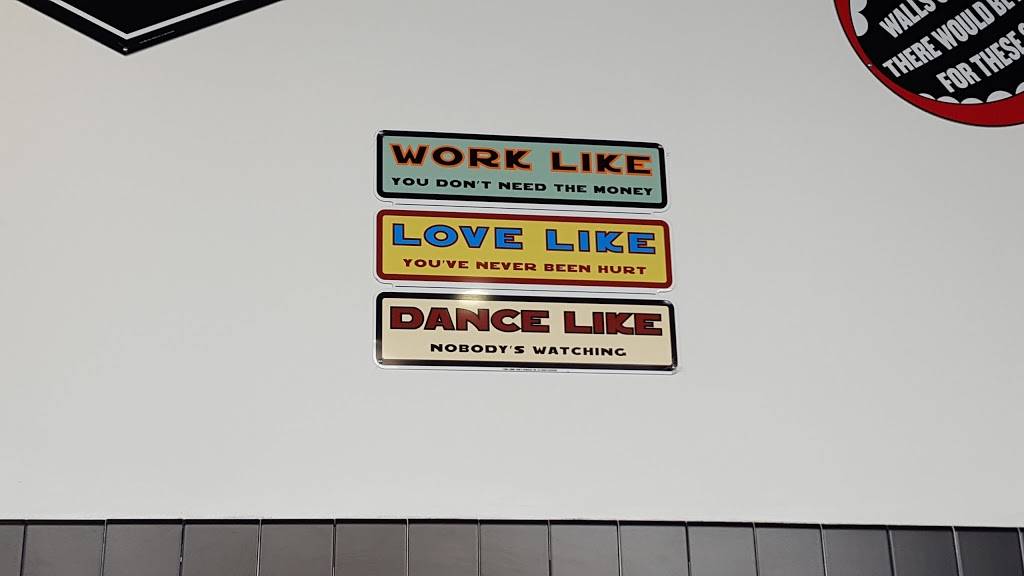 WALLS
THERE WOULD BE
FOR THESE
WORK LIKE
YOU DON'T NEED THE MONEY
LOVE LIKE
YOU'VE NEVER BEEN HURT
DANCE LIKE
NOBODY'S WATCHING